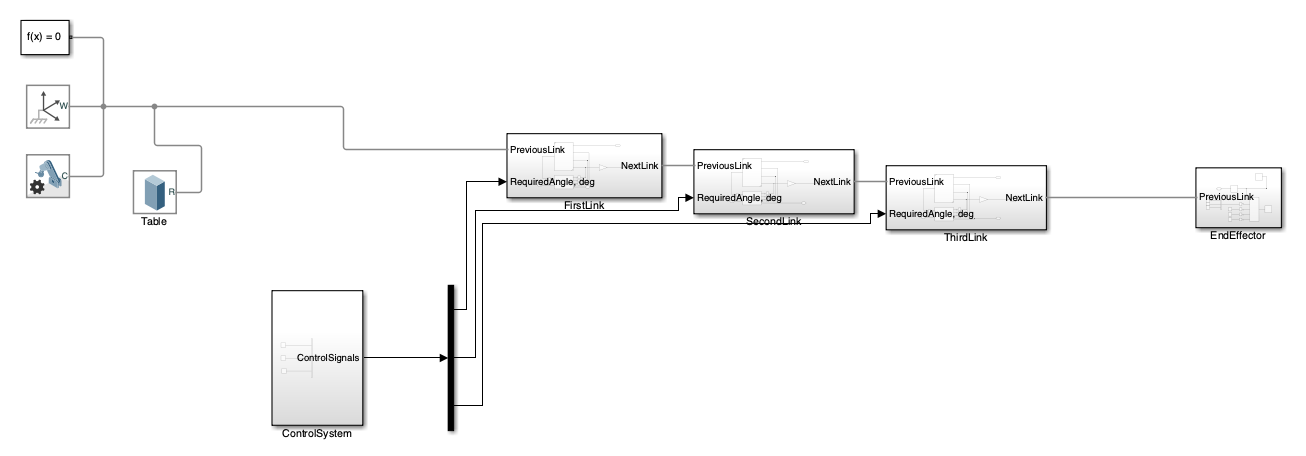 f(x) = 0
W
C
R
Table
PreviousLink
NextLink
RequiredAngle, deg
FirstLink
PreviousLink
NextLink
RequiredAngle, deg
SecondLink
PreviousLink
NextLink
RequiredAngle, deg
ThirdLink
PreviousLink
EndEffector
ControlSignals
ControlSystem